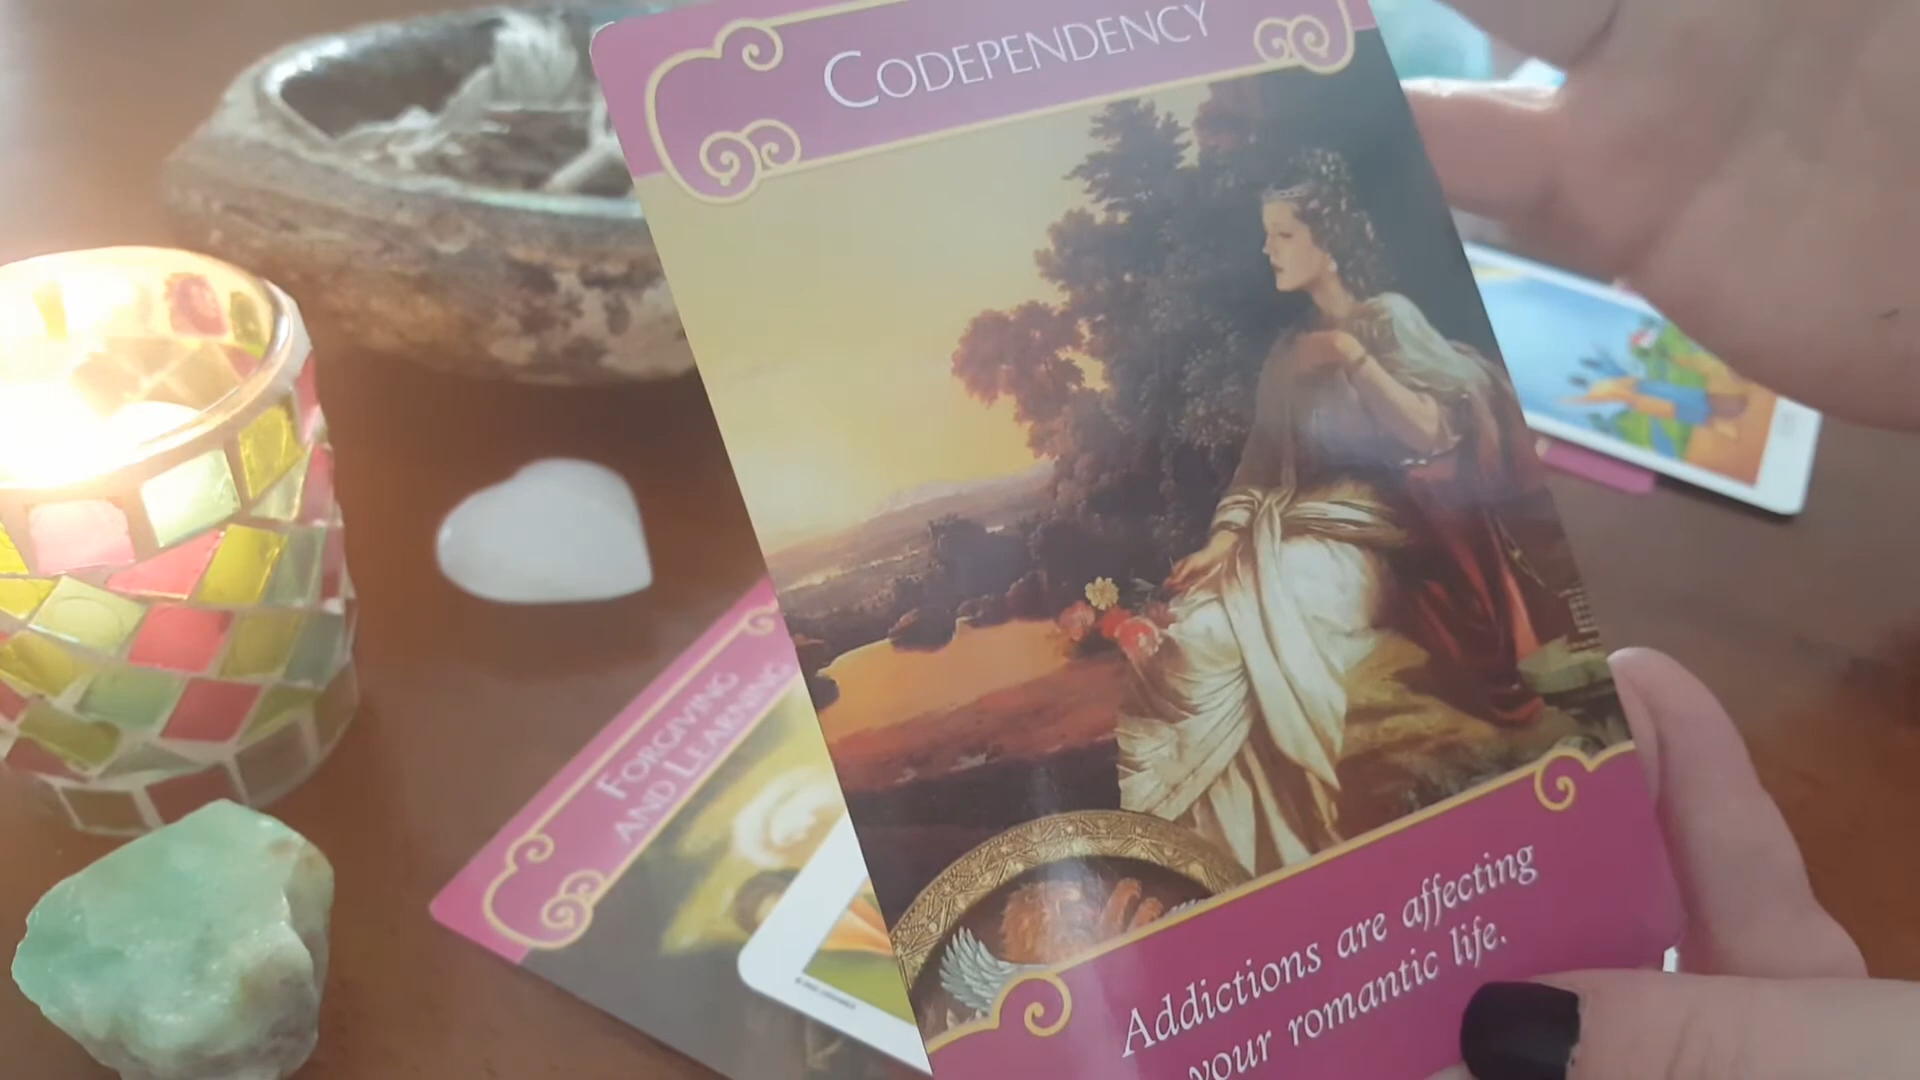 CODEPENDENCY
Addictions are affecting
your romantic life.
FORGIVING
AND LEARNING